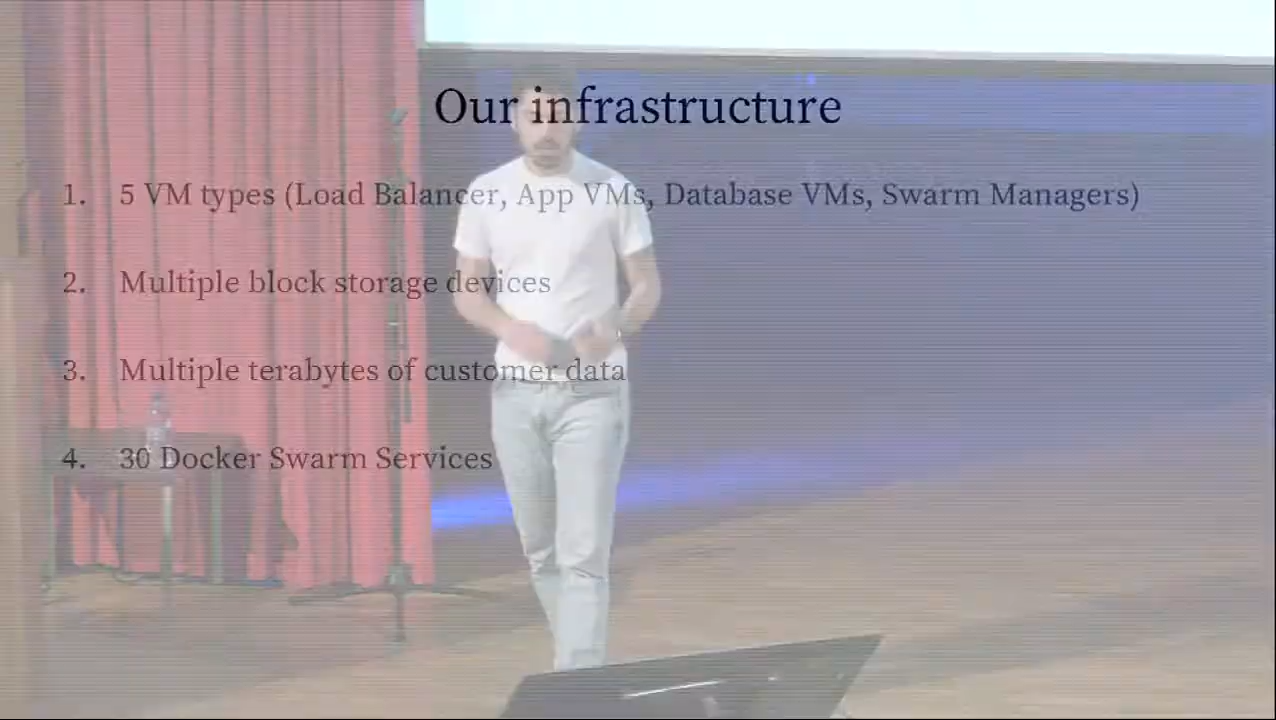 Our infrastructure
1. 5 VM types (Load Balancer, App VMs, Database VMs, Swarm Managers)
2. Multiple block storage devices
3. Multiple terabytes of customer data
4. 30 Docker Swarm Services